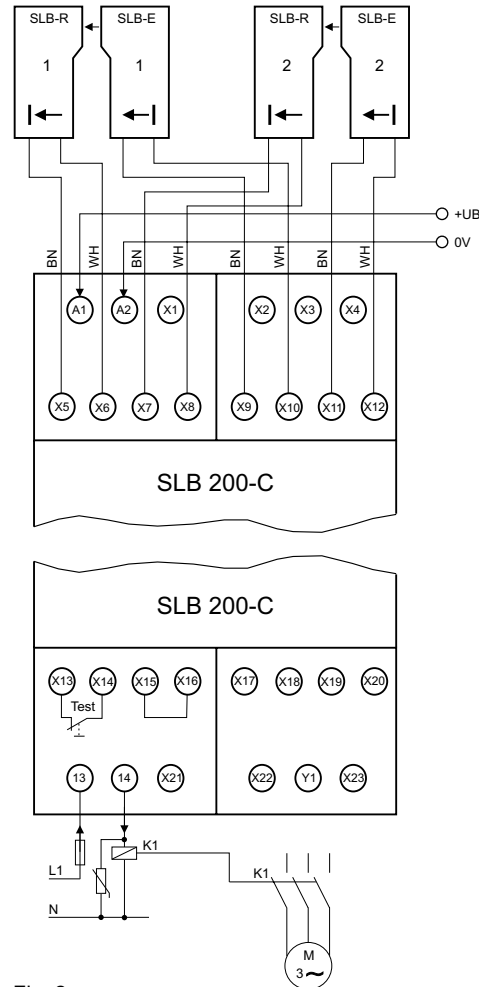 SLB-R SLB-E SLB-R SLB-E
1 1 2 2
+UB
0V
BN WH BN WH BN WH BN WH
A1 A2 X1 X2 X3 X4
X5 X6 X7 X8 X9 X10 X11 X12
SLB 200-C
SLB 200-C
X13 X14 X15 X16 X17 X18 X19 X20
Test
13 14 X21 X22 Y1 X23
K1
L1 K1
N
M
3~